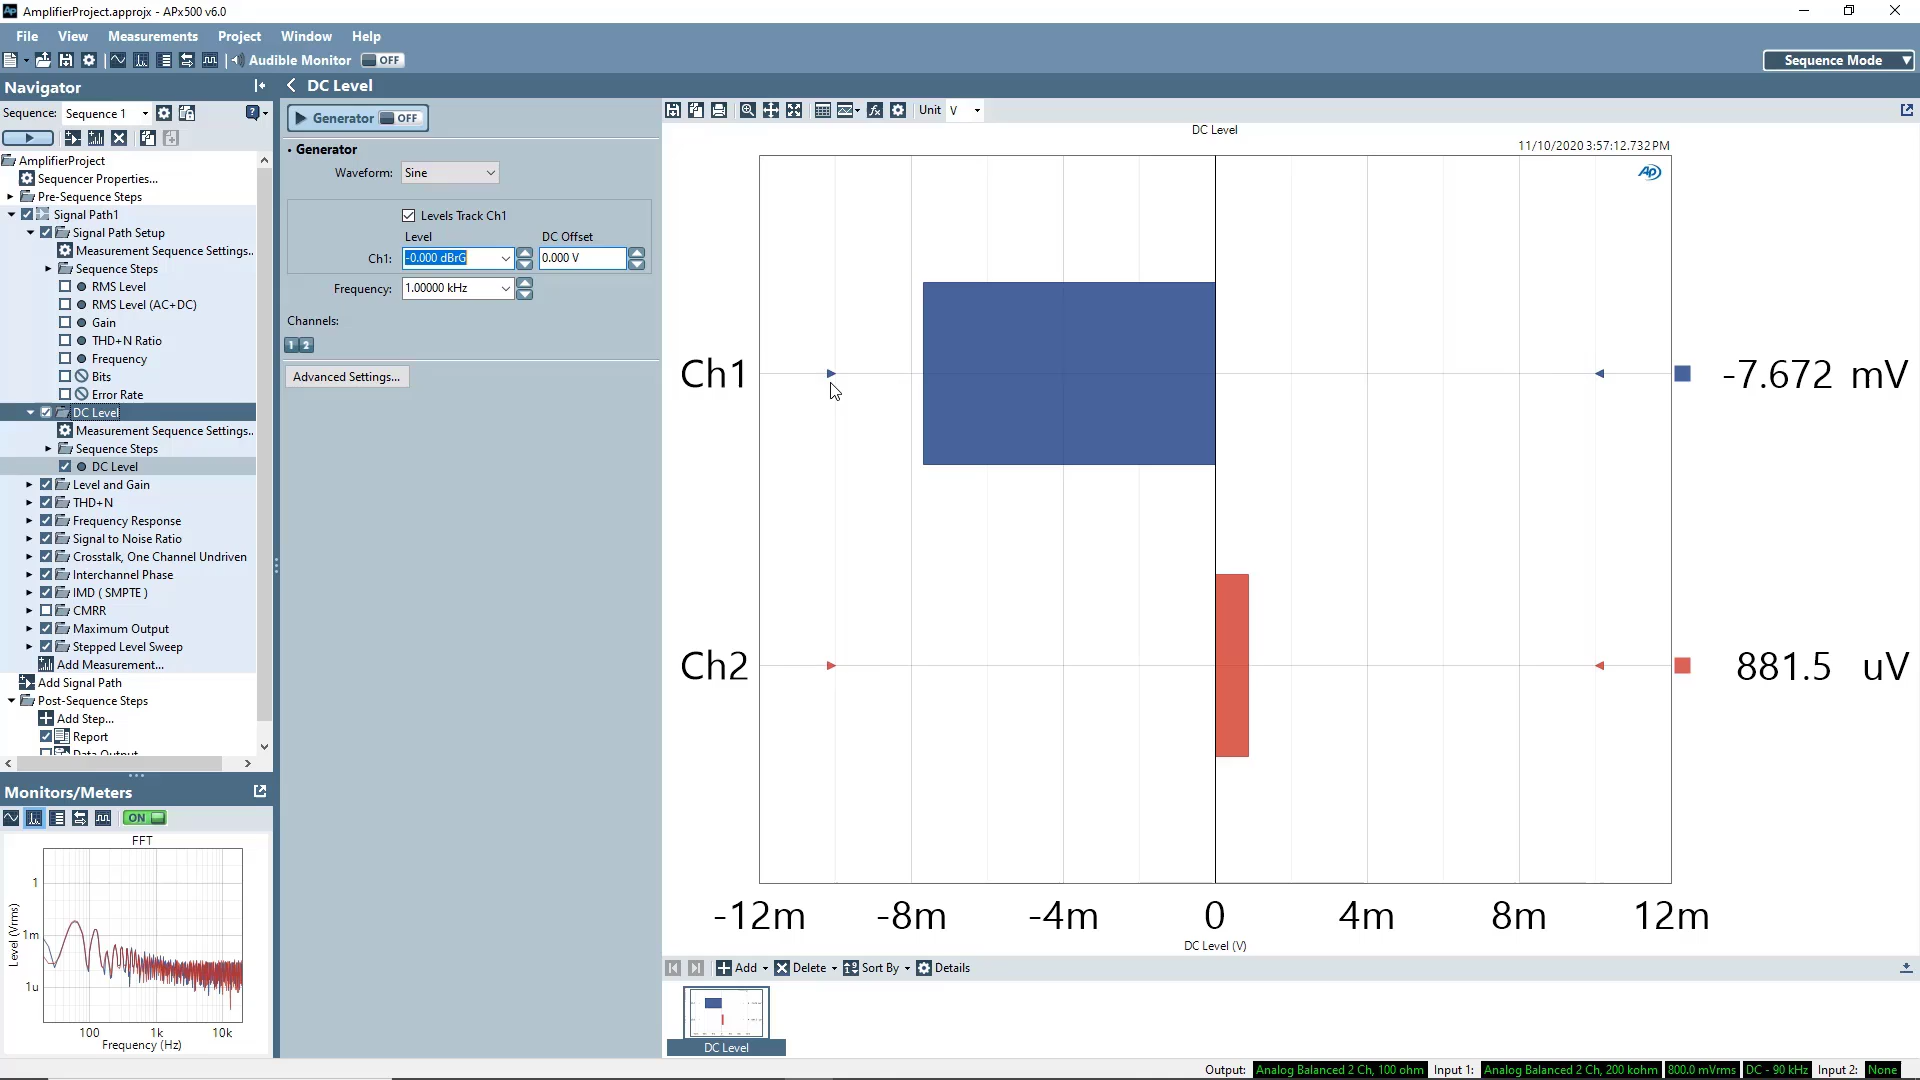 AmplifierProject.approjx - APx500 v6.0
File View Measurements Project Window Help
Audible Monitor OFF
Sequence Mode
Navigator
DC Level
Sequence: Sequence 1
Generator OFF
Unit V
AmplifierProject
Sequencer Properties...
Pre-Sequence Steps
Signal Path1
Signal Path Setup
Measurement Sequence Settings..
Sequence Steps
RMS Level
RMS Level (AC+DC)
Gain
THD+N Ratio
Frequency
Bits
Error Rate
DC Level
Measurement Sequence Settings..
Sequence Steps
DC Level
Level and Gain
THD+N
Frequency Response
Signal to Noise Ratio
Crosstalk, One Channel Undriven
Interchannel Phase
IMD ( SMPTE )
CMRR
Maximum Output
Stepped Level Sweep
Add Measurement...
Add Signal Path
Post-Sequence Steps
Add Step...
Report
Data Output
Generator
Waveform: Sine
Levels Track Ch1
Level DC Offset
Ch1: -0.000 dBrG 0.000 V
Frequency: 1.00000 kHz
Channels:
1 2
Advanced Settings...
DC Level
11/10/2020 3:57:12.732 PM
AP
Ch1 -7.672 mV
Ch2 881.5 uV
-12m -8m -4m 0 4m 8m 12m
DC Level (V)
Add Delete Sort By Details
DC Level
Monitors/Meters
ON
FFT
Level (Vrms)
1
1m
1u
100 1k 10k
Frequency (Hz)
Output: Analog Balanced 2 Ch, 100 ohm Input 1: Analog Balanced 2 Ch, 200 kohm 800.0 mVrms DC - 90 kHz Input 2: None